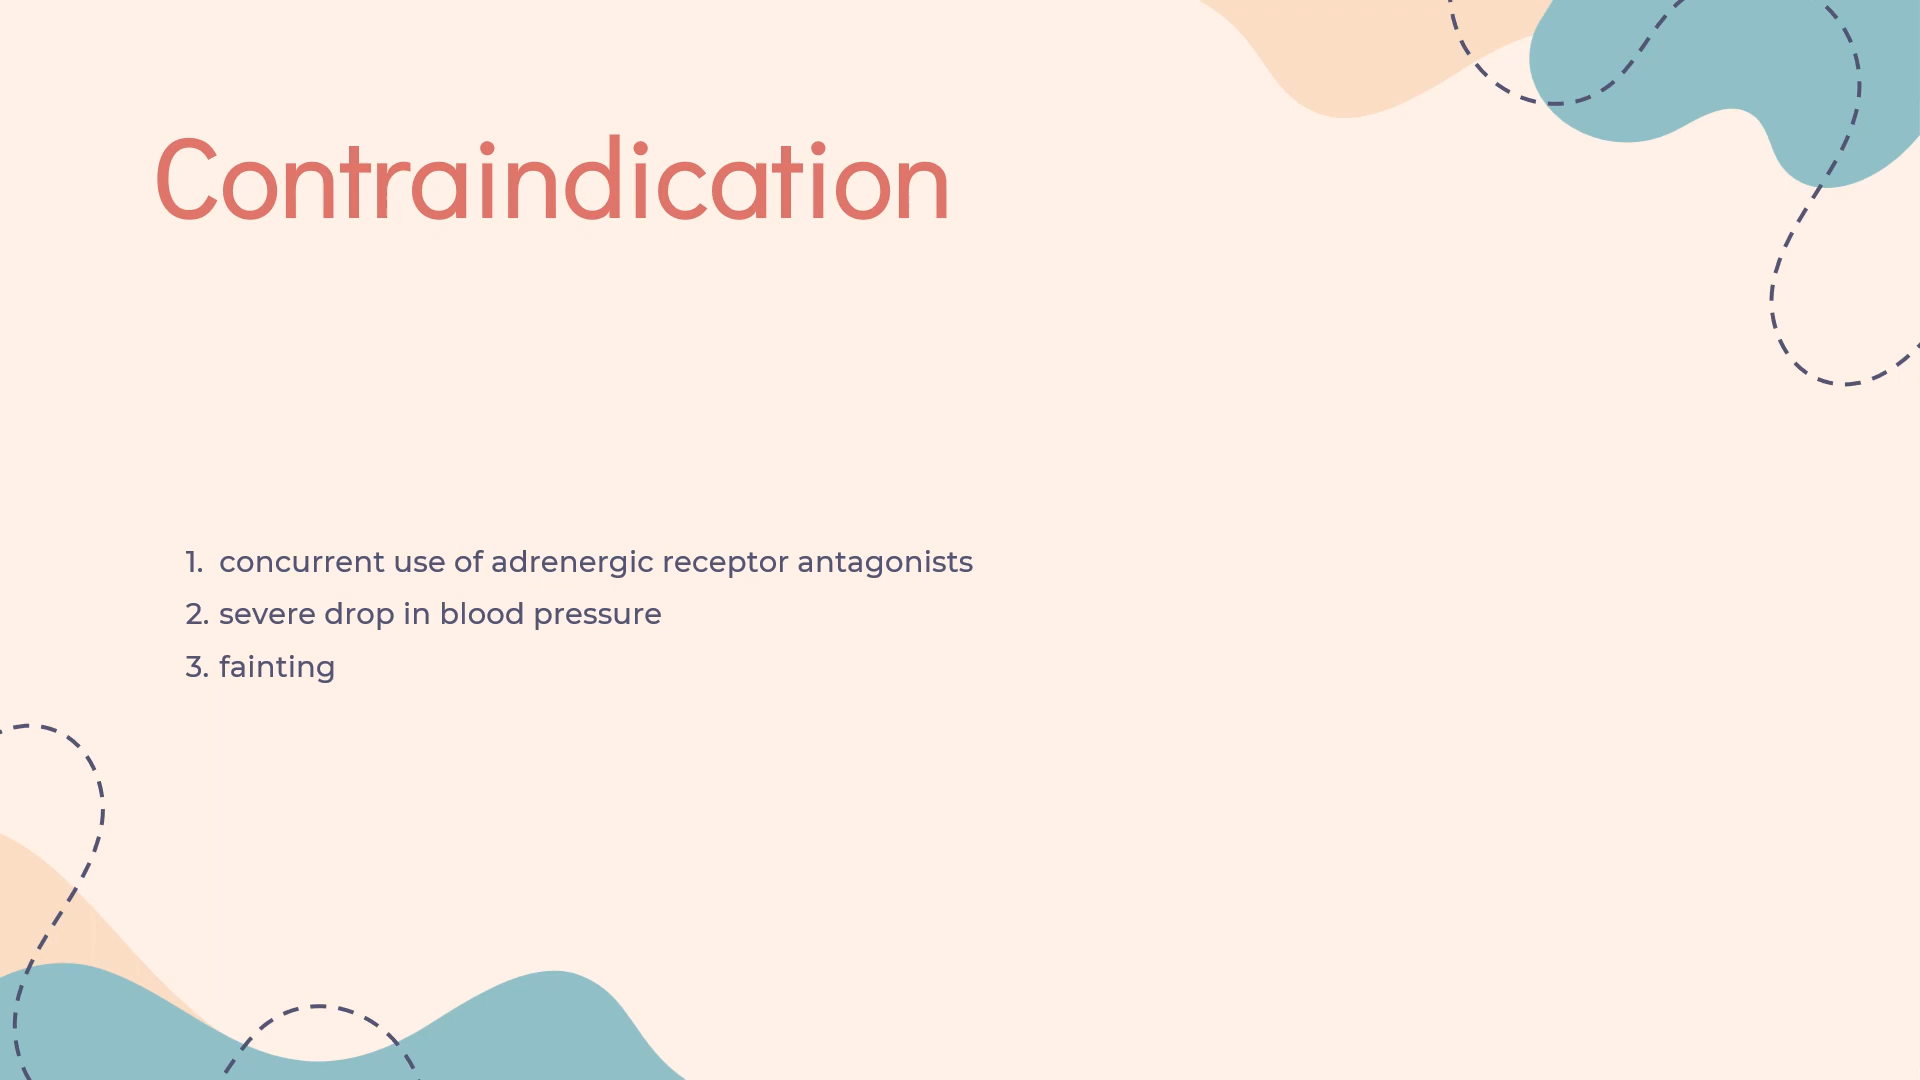 Contraindication
1. concurrent use of adrenergic receptor antagonists
2. severe drop in blood pressure
3. fainting